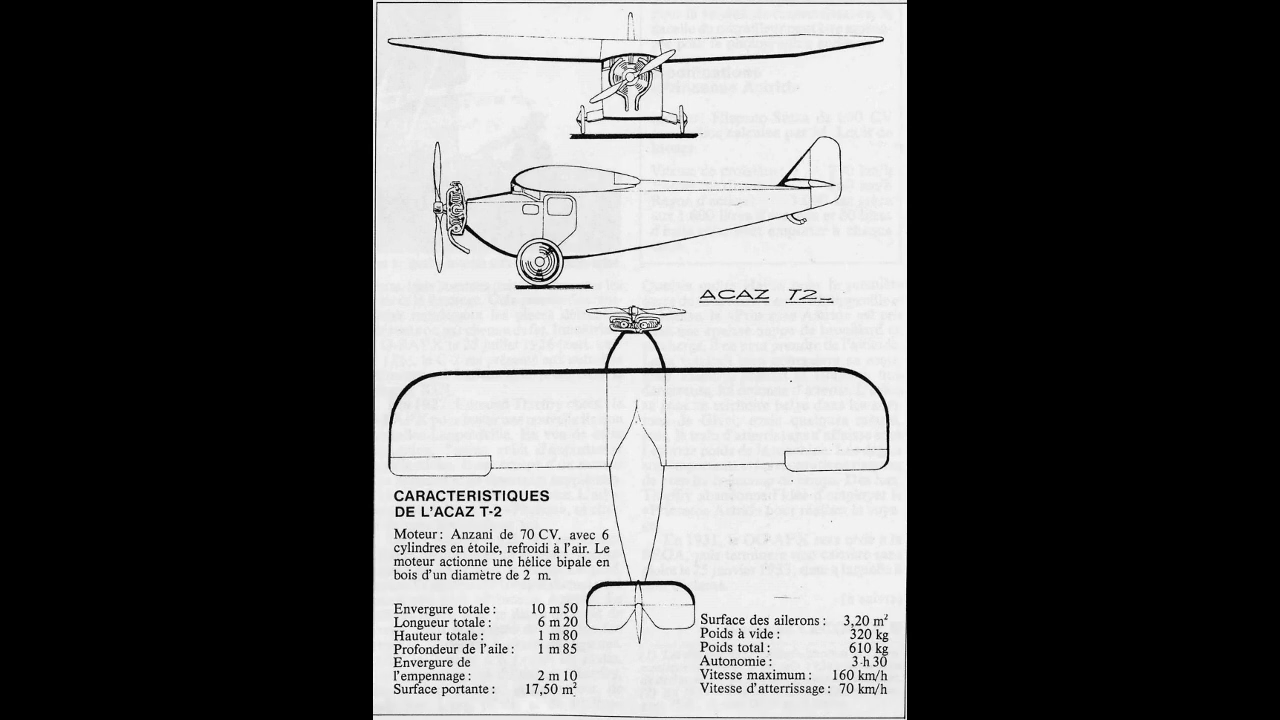 ACAZ T2
CARACTERISTIQUES
DE L'ACAZ T-2
Moteur : Anzani de 70 CV. avec 6
cylindres en étoile, refroidi à l'air. Le
moteur actionne une hélice bipale en
bois d'un diamètre de 2 m.
Envergure totale : 10 m 50
Longueur totale : 6 m 20
Hauteur totale : 1 m 80
Profondeur de l'aile : 1 m 85
Envergure de
l'empennage : 2 m 10
Surface portante : 17,50 m²
Surface des ailerons : 3,20 m²
Poids à vide : 320 kg
Poids total : 610 kg
Autonomie : 3 h 30
Vitesse maximum : 160 km/h
Vitesse d'atterrissage : 70 km/h